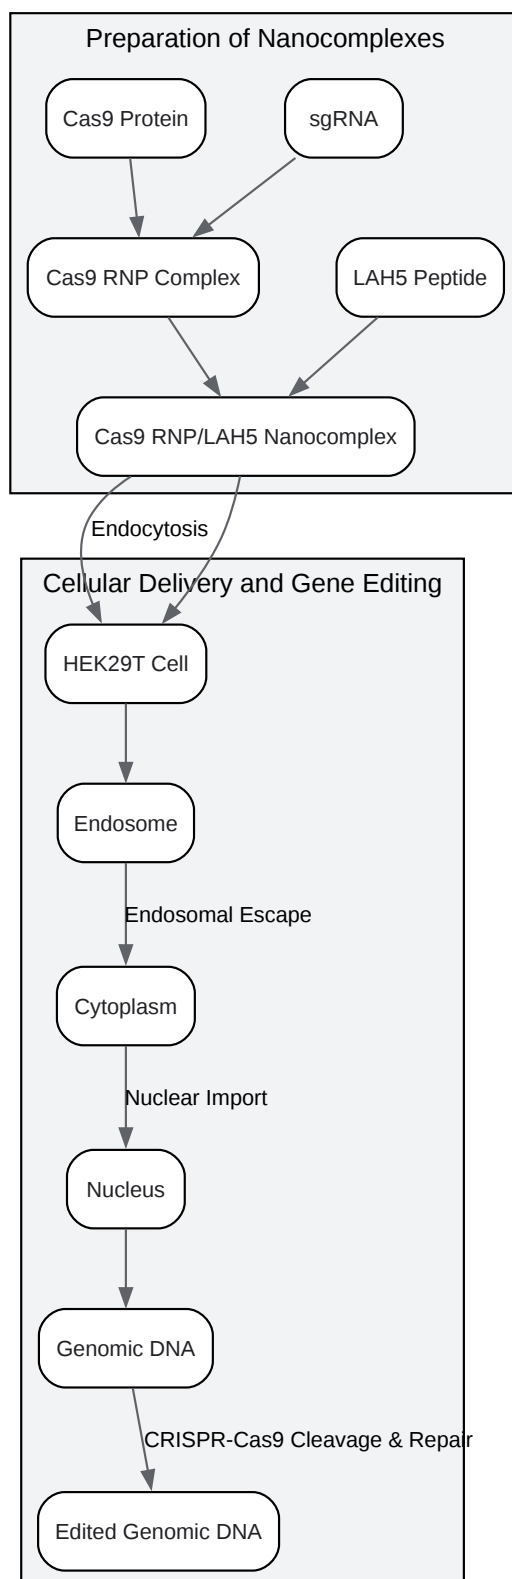 Preparation of Nanocomplexes
Cas9 Protein
sgRNA
Cas9 RNP Complex
LAH5 Peptide
Cas9 RNP/LAH5 Nanocomplex
Endocytosis
Cellular Delivery and Gene Editing
HEK29T Cell
Endosome
Endosomal Escape
Cytoplasm
Nuclear Import
Nucleus
Genomic DNA
CRISPR-Cas9 Cleavage & Repair
Edited Genomic DNA